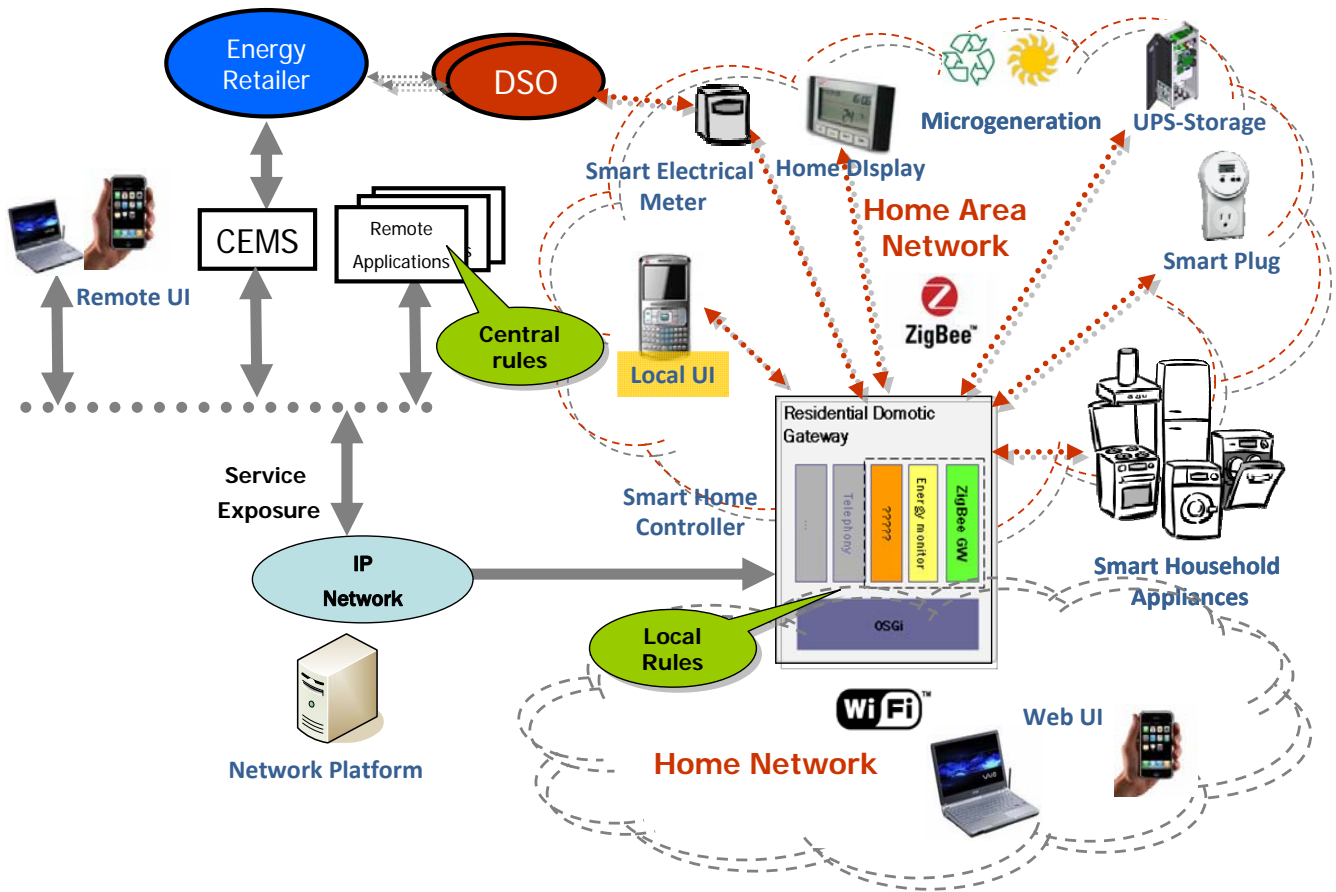 Energy
Retailer
DSO
Smart Electrical
Meter
Home DIsplay
Microgeneration
UPS-Storage
Home Area
Network
Smart Plug
CEMS
Remote
Applications
s
Remote UI
Central
rules
Local UI
ZigBee™
Residential Domotic
Gateway
...
Telephony
?????
Energy monitor
ZigBee GW
OSGi
Smart Home
Controller
Smart Household
Appliances
Service
Exposure
IP
Network
Local
Rules
Network Platform
WiFi™
Web UI
Home Network